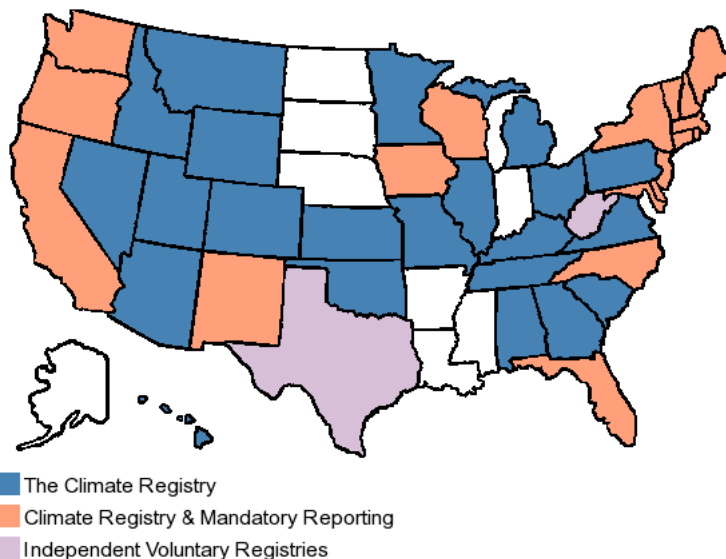 The Climate Registry
Climate Registry & Mandatory Reporting
Independent Voluntary Registries